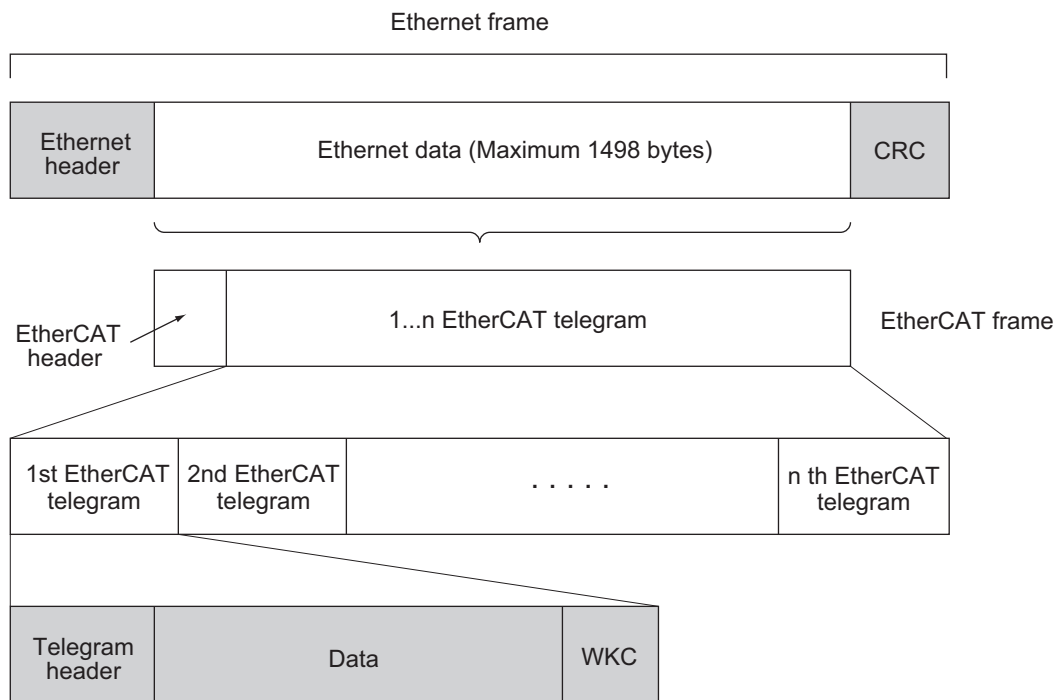 Ethernet frame
Ethernet
header
Ethernet data (Maximum 1498 bytes)
CRC
EtherCAT
header
1...n EtherCAT telegram
EtherCAT frame
1st EtherCAT
telegram
2nd EtherCAT
telegram
. . . . .
n th EtherCAT
telegram
Telegram
header
Data
WKC